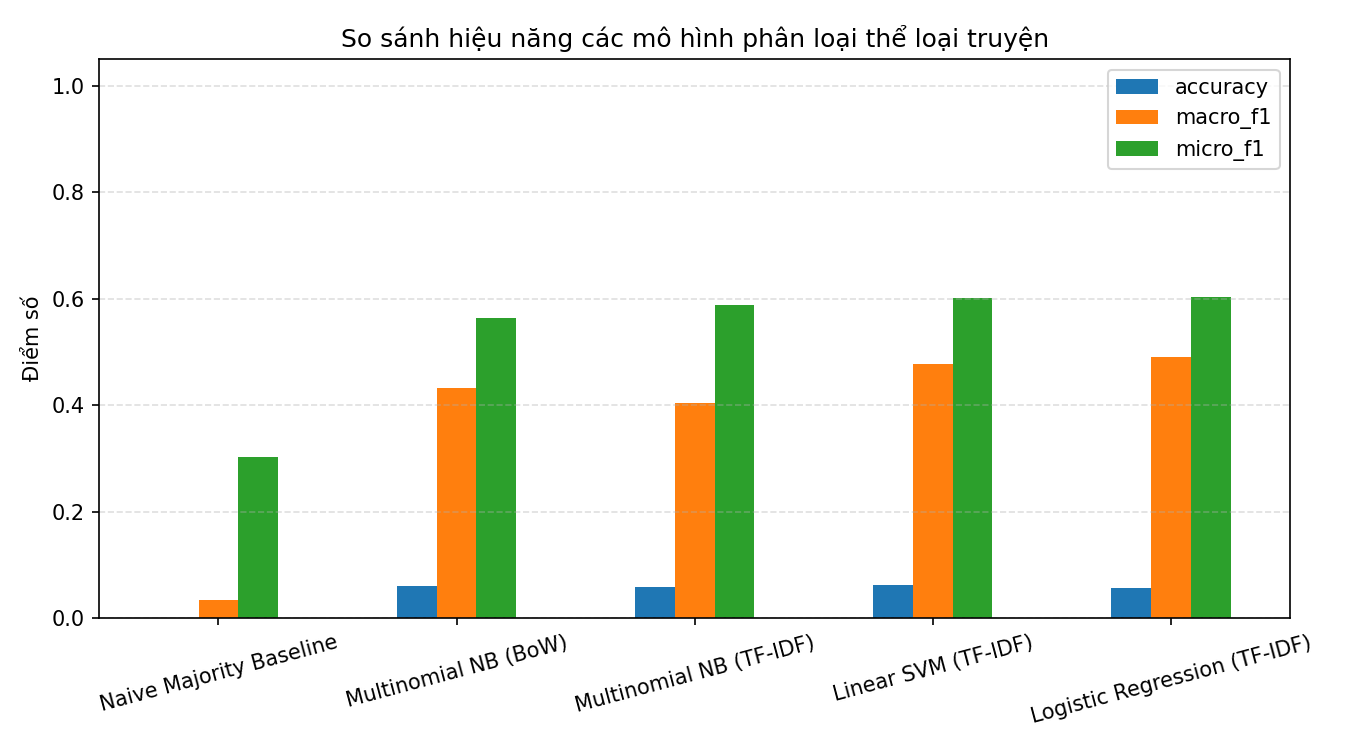 So sánh hiệu năng các mô hình phân loại thể loại truyện
1.0
0.8
0.6
0.4
0.2
0.0
Điểm số
accuracy
macro_f1
micro_f1
Naive Majority Baseline
Multinomial NB (BoW)
Multinomial NB (TF-IDF)
Linear SVM (TF-IDF)
Logistic Regression (TF-IDF)